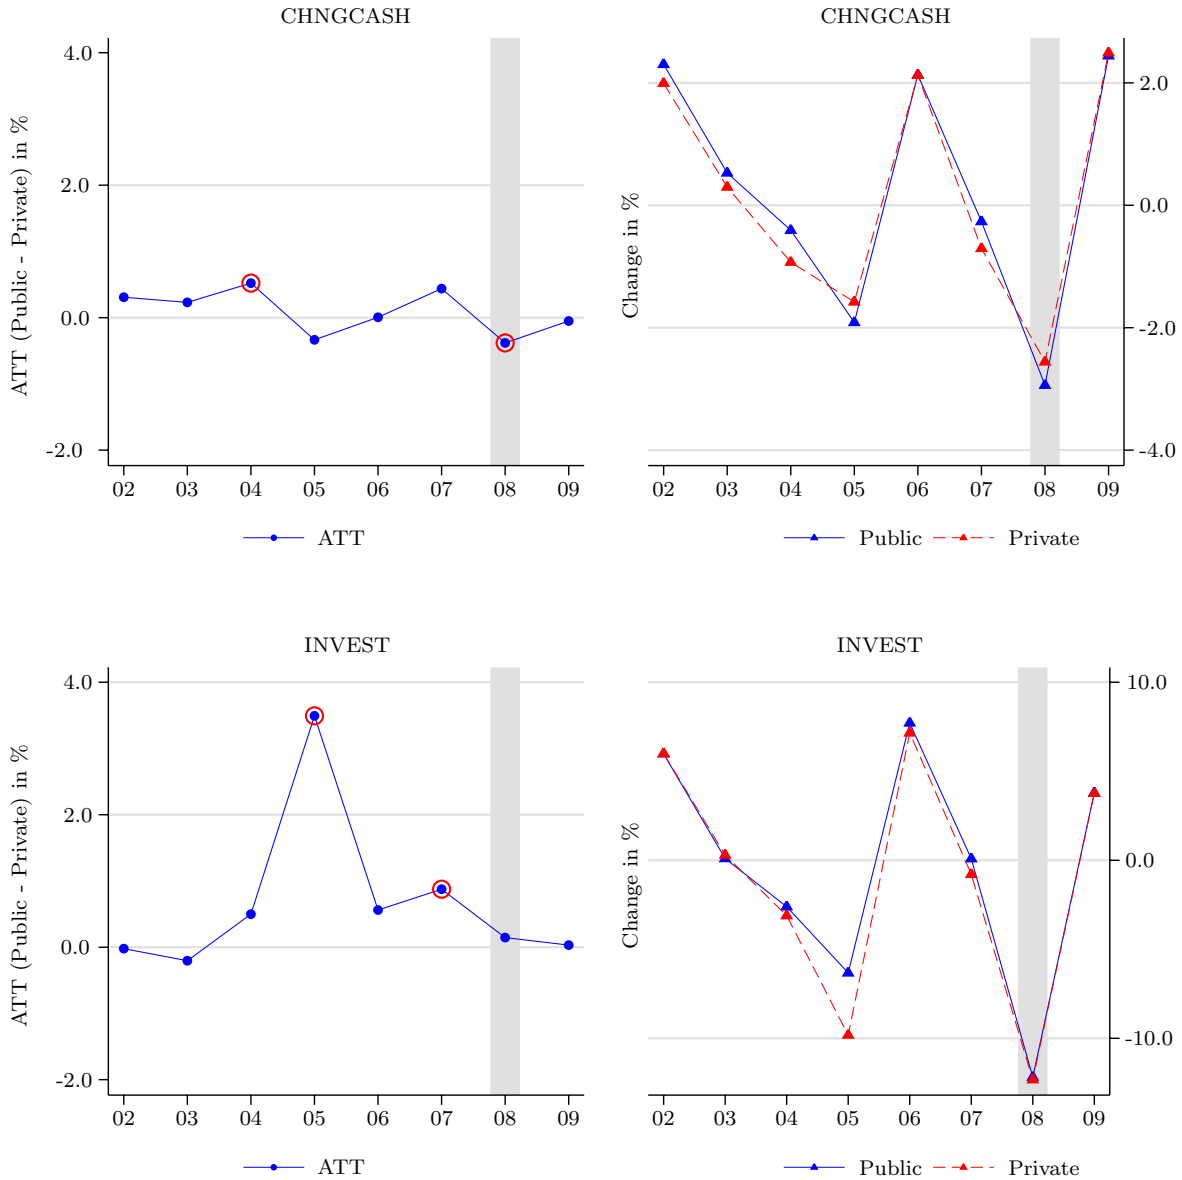 CHNGCASH
ATT (Public - Private) in %
4.0
2.0
0.0
-2.0
02 03 04 05 06 07 08 09
ATT
CHNGCASH
Change in %
2.0
0.0
-2.0
-4.0
02 03 04 05 06 07 08 09
Public Private
INVEST
ATT (Public - Private) in %
4.0
2.0
0.0
-2.0
02 03 04 05 06 07 08 09
ATT
INVEST
Change in %
10.0
0.0
-10.0
02 03 04 05 06 07 08 09
Public Private